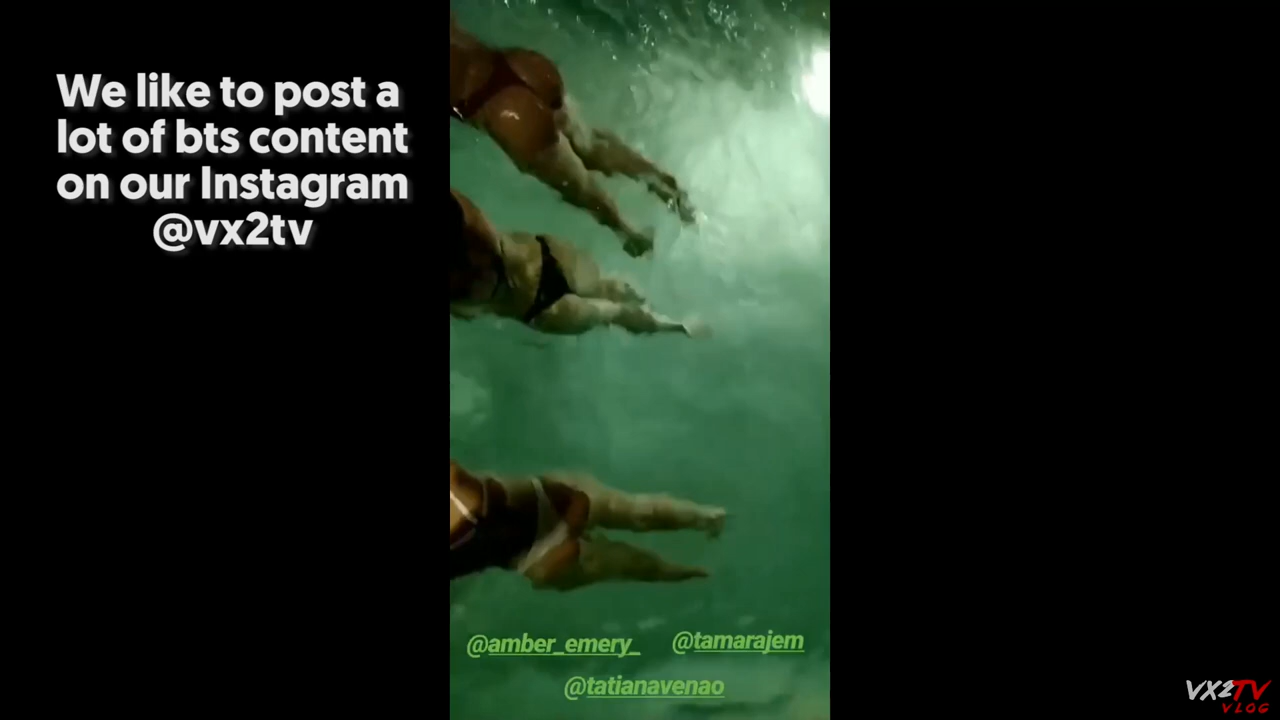 We like to post a
lot of bts content
on our Instagram
@vx2tv
@amber_emery_ @tamarajem
@tatianavenao
VX2TV
VLOG